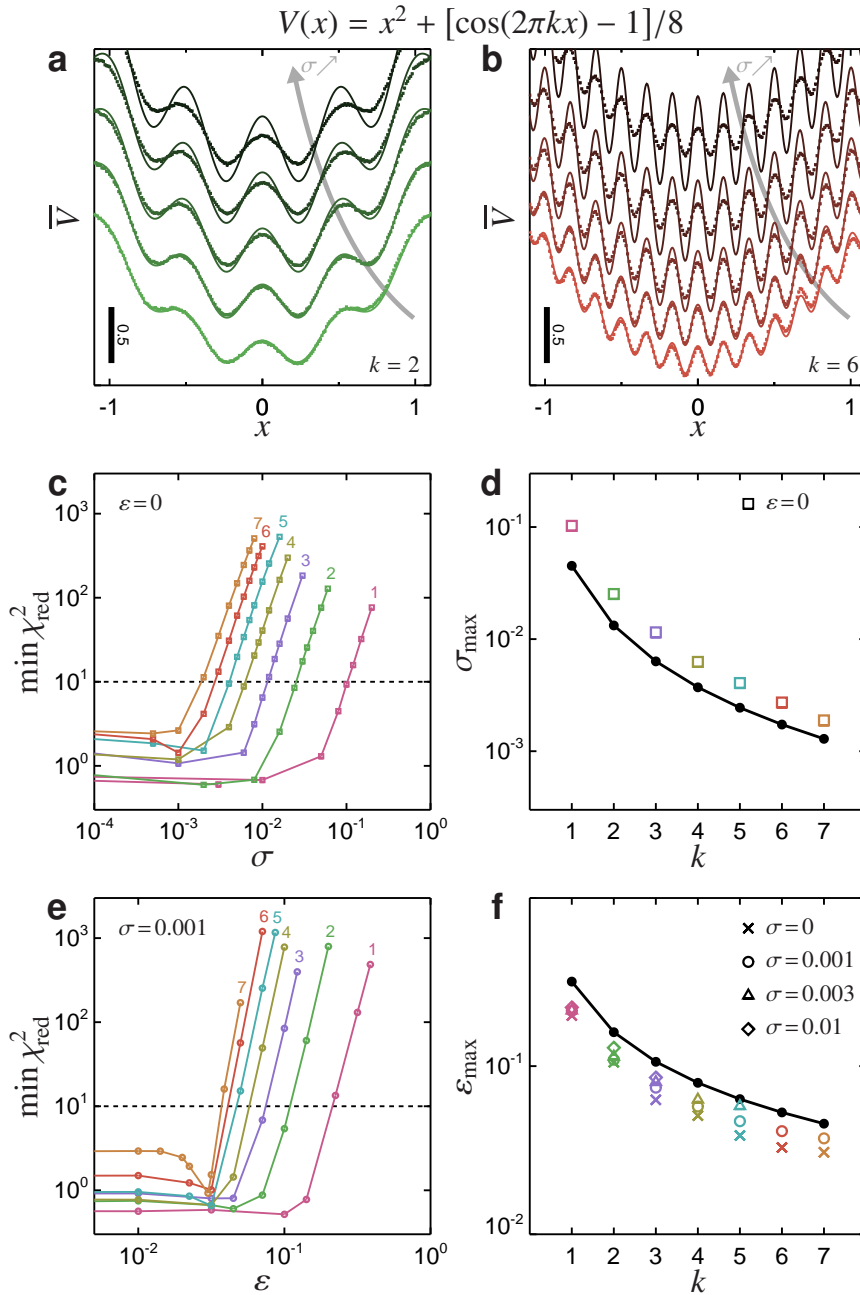 V(x) = x² + [cos(2πkx) − 1]/8
a
b
σ↗
σ↗
V̅
V̅
0.5
0.5
k = 2
k = 6
-1 0 1
-1 0 1
x
x
c
d
ε=0
ε=0
7
6
5
4
3
2
1
10³
10²
10¹
10⁰
min χ²red
10⁻¹
10⁻²
10⁻³
σmax
10⁻⁴ 10⁻³ 10⁻² 10⁻¹ 10⁰
1 2 3 4 5 6 7
σ
k
e
f
σ=0.001
6
5
4
3
2
1
7
σ=0
σ=0.001
σ=0.003
σ=0.01
10³
10²
10¹
10⁰
min χ²red
10⁻¹
10⁻²
εmax
10⁻² 10⁻¹ 10⁰
1 2 3 4 5 6 7
ε
k